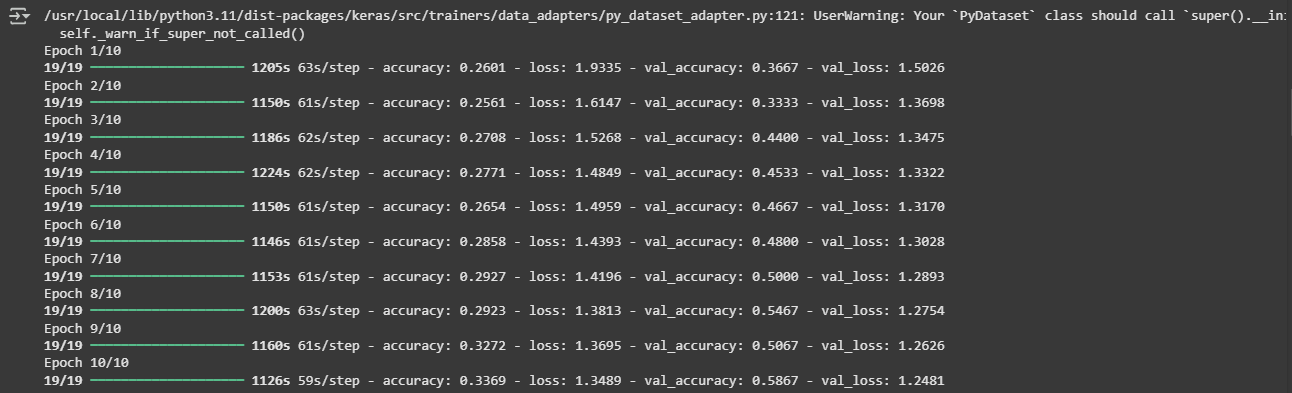 /usr/local/lib/python3.11/dist-packages/keras/src/trainers/data_adapters/py_dataset_adapter.py:121: UserWarning: Your `PyDataset` class should call `super().__in
self._warn_if_super_not_called()
Epoch 1/10
19/19 ━━━━━━━━━━━━━━━━━━━━ 1205s 63s/step - accuracy: 0.2601 - loss: 1.9335 - val_accuracy: 0.3667 - val_loss: 1.5026
Epoch 2/10
19/19 ━━━━━━━━━━━━━━━━━━━━ 1150s 61s/step - accuracy: 0.2561 - loss: 1.6147 - val_accuracy: 0.3333 - val_loss: 1.3698
Epoch 3/10
19/19 ━━━━━━━━━━━━━━━━━━━━ 1186s 62s/step - accuracy: 0.2708 - loss: 1.5268 - val_accuracy: 0.4400 - val_loss: 1.3475
Epoch 4/10
19/19 ━━━━━━━━━━━━━━━━━━━━ 1224s 62s/step - accuracy: 0.2771 - loss: 1.4849 - val_accuracy: 0.4533 - val_loss: 1.3322
Epoch 5/10
19/19 ━━━━━━━━━━━━━━━━━━━━ 1150s 61s/step - accuracy: 0.2654 - loss: 1.4959 - val_accuracy: 0.4667 - val_loss: 1.3170
Epoch 6/10
19/19 ━━━━━━━━━━━━━━━━━━━━ 1146s 61s/step - accuracy: 0.2858 - loss: 1.4393 - val_accuracy: 0.4800 - val_loss: 1.3028
Epoch 7/10
19/19 ━━━━━━━━━━━━━━━━━━━━ 1153s 61s/step - accuracy: 0.2927 - loss: 1.4196 - val_accuracy: 0.5000 - val_loss: 1.2893
Epoch 8/10
19/19 ━━━━━━━━━━━━━━━━━━━━ 1200s 63s/step - accuracy: 0.2923 - loss: 1.3813 - val_accuracy: 0.5467 - val_loss: 1.2754
Epoch 9/10
19/19 ━━━━━━━━━━━━━━━━━━━━ 1160s 61s/step - accuracy: 0.3272 - loss: 1.3695 - val_accuracy: 0.5067 - val_loss: 1.2626
Epoch 10/10
19/19 ━━━━━━━━━━━━━━━━━━━━ 1126s 59s/step - accuracy: 0.3369 - loss: 1.3489 - val_accuracy: 0.5867 - val_loss: 1.2481